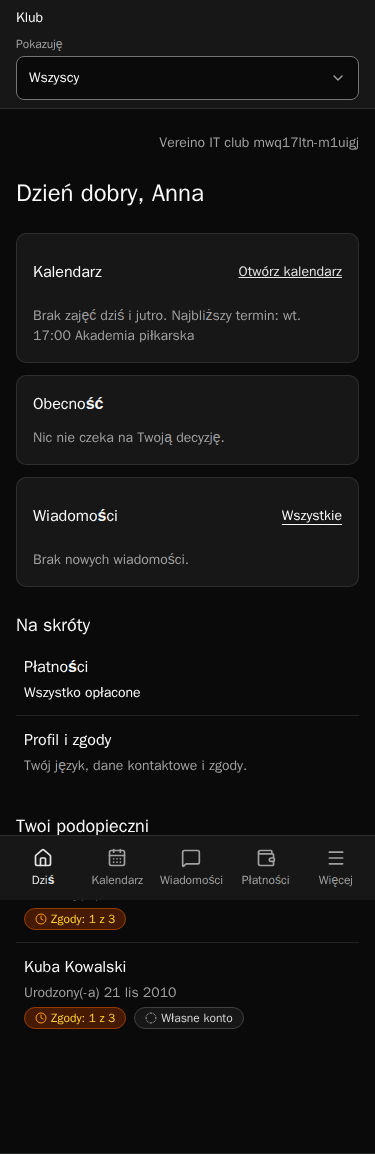 Klub
Pokazuję
Wszyscy
Vereino IT club mwq17ltn-m1uigj
Dzień dobry, Anna
Kalendarz
Otwórz kalendarz
Brak zajęć dziś i jutro. Najbliższy termin: wt.
17:00 Akademia piłkarska
Obecność
Nic nie czeka na Twoją decyzję.
Wiadomości
Wszystkie
Brak nowych wiadomości.
Na skróty
Płatności
Wszystko opłacone
Profil i zgody
Twój język, dane kontaktowe i zgody.
Twoi podopieczni
Dziś
Kalendarz
Wiadomości
Płatności
Więcej
Zgody: 1 z 3
Kuba Kowalski
Urodzony(-a) 21 lis 2010
Zgody: 1 z 3
Własne konto